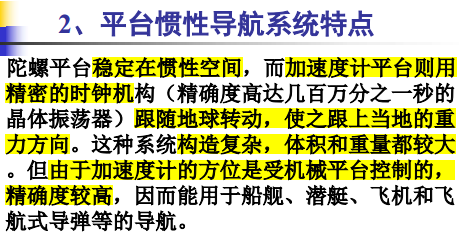 2、平台惯性导航系统特点
陀螺平台稳定在惯性空间，而加速度计平台则用
精密的时钟机构（精确度高达几百万分之一秒的
晶体振荡器）跟随地球转动，使之跟上当地的重
力方向。这种系统构造复杂，体积和重量都较大
。但由于加速度计的方位是受机械平台控制的，
精确度较高，因而能用于船舰、潜艇、飞机和飞
航式导弹等的导航。